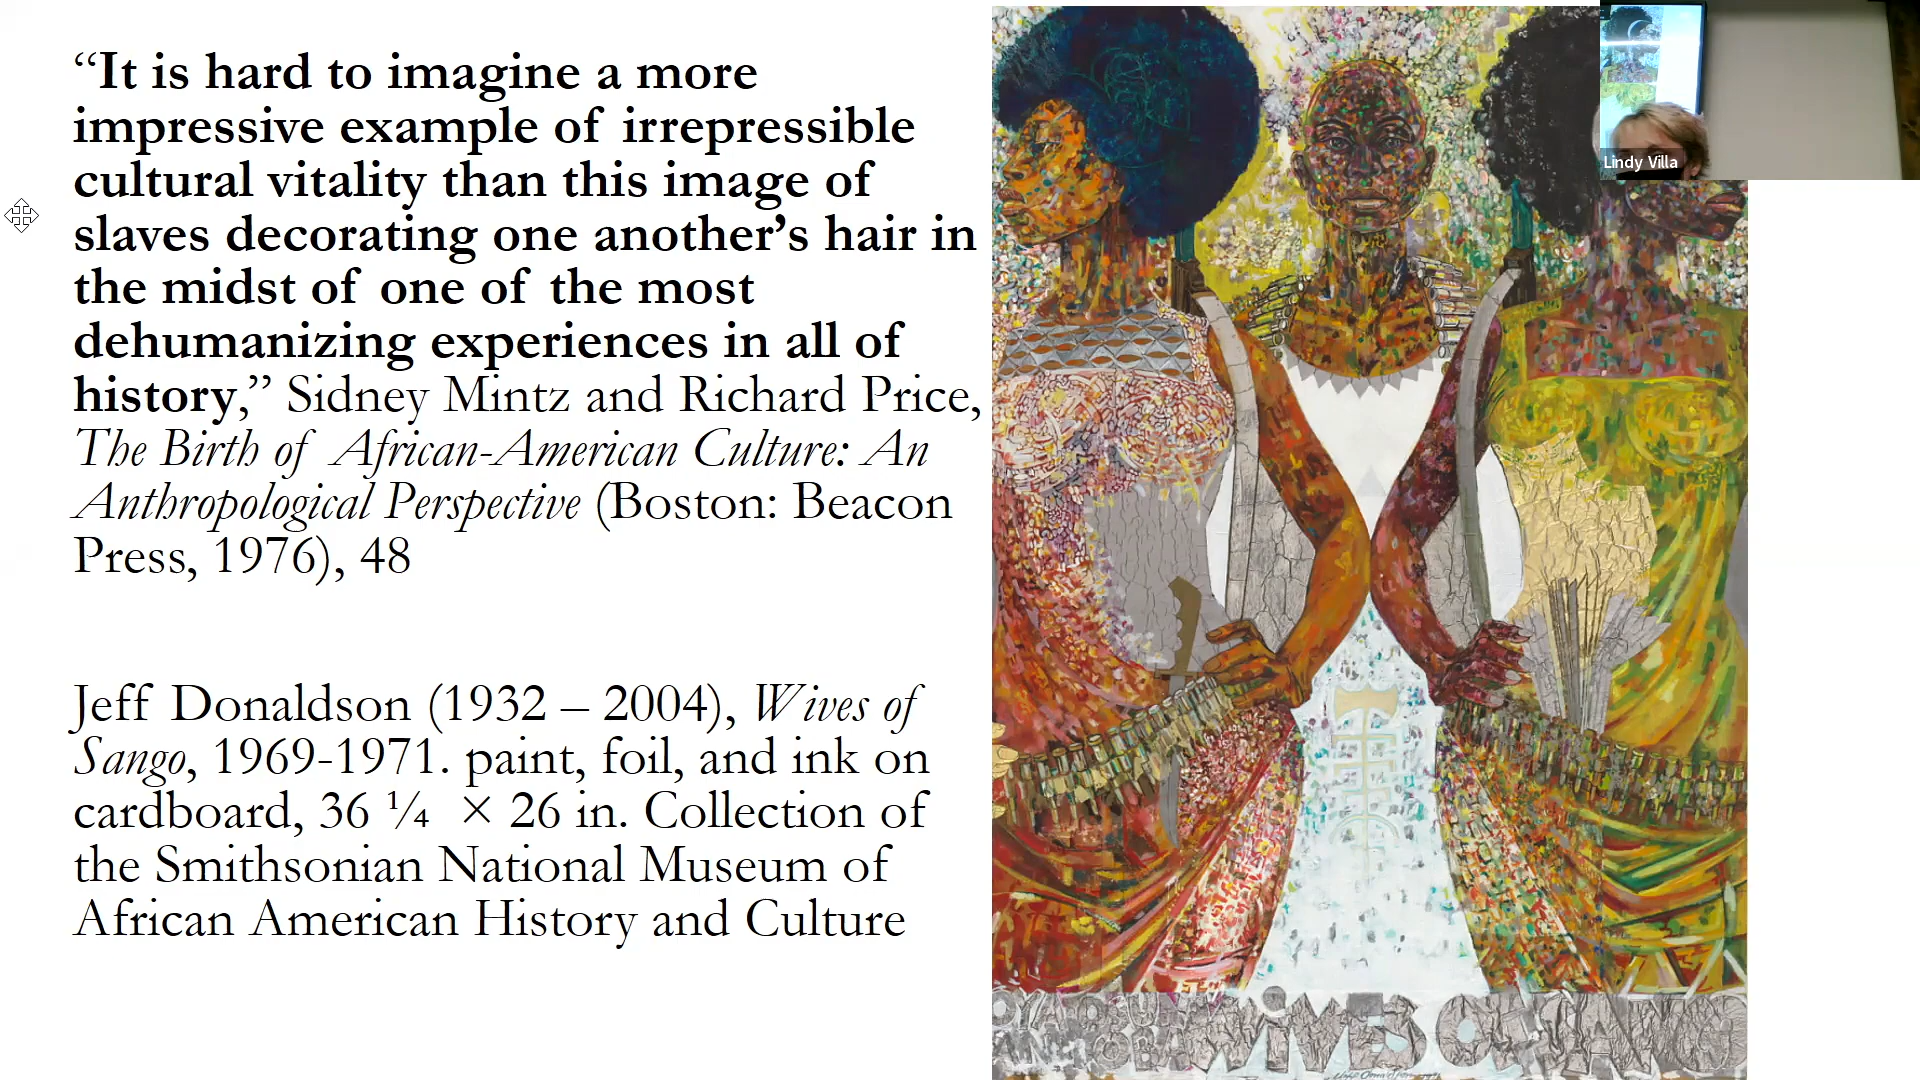 “It is hard to imagine a more
impressive example of irrepressible
cultural vitality than this image of
slaves decorating one another’s hair in
the midst of one of the most
dehumanizing experiences in all of
history,” Sidney Mintz and Richard Price,
The Birth of African-American Culture: An
Anthropological Perspective (Boston: Beacon
Press, 1976), 48
Jeff Donaldson (1932 – 2004), Wives of
Sango, 1969-1971. paint, foil, and ink on
cardboard, 36 ¼ × 26 in. Collection of
the Smithsonian National Museum of
African American History and Culture
Lindy Villa
WIVES OF SANGO